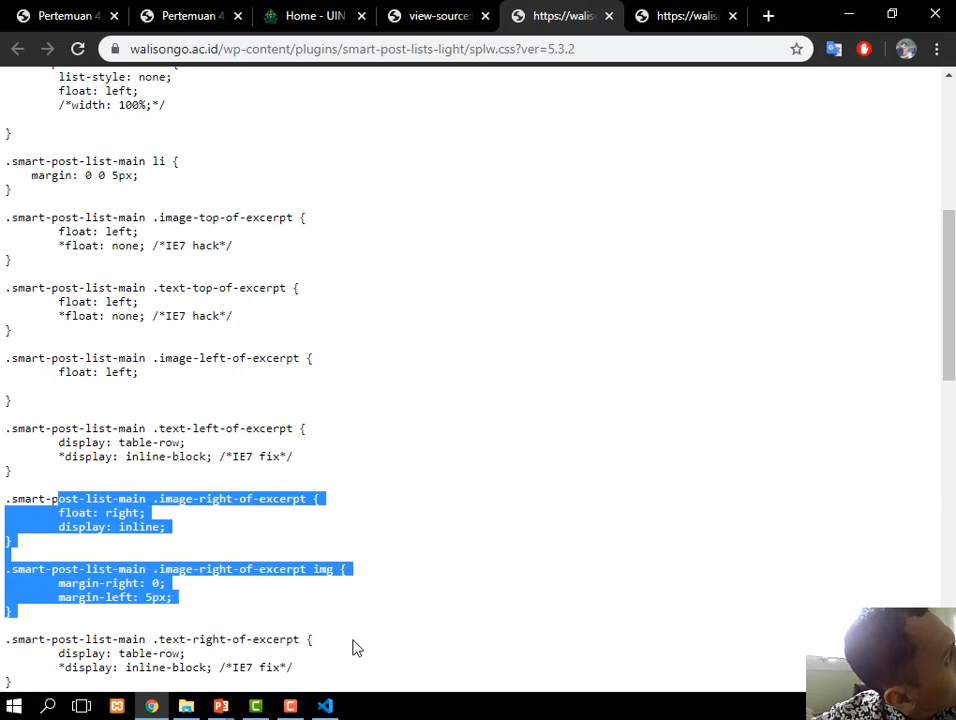 Pertemuan 4
Pertemuan 4
Home - UIN
view-source:
https://walis
https://walis
walisongo.ac.id/wp-content/plugins/smart-post-lists-light/splw.css?ver=5.3.2
list-style: none;
float: left;
/*width: 100%;*/
}
.smart-post-list-main li {
margin: 0 0 5px;
}
.smart-post-list-main .image-top-of-excerpt {
float: left;
*float: none; /*IE7 hack*/
}
.smart-post-list-main .text-top-of-excerpt {
float: left;
*float: none; /*IE7 hack*/
}
.smart-post-list-main .image-left-of-excerpt {
float: left;
}
.smart-post-list-main .text-left-of-excerpt {
display: table-row;
*display: inline-block; /*IE7 fix*/
}
.smart-post-list-main .image-right-of-excerpt {
float: right;
display: inline;
}
.smart-post-list-main .image-right-of-excerpt img {
margin-right: 0;
margin-left: 5px;
}
.smart-post-list-main .text-right-of-excerpt {
display: table-row;
*display: inline-block; /*IE7 fix*/
}